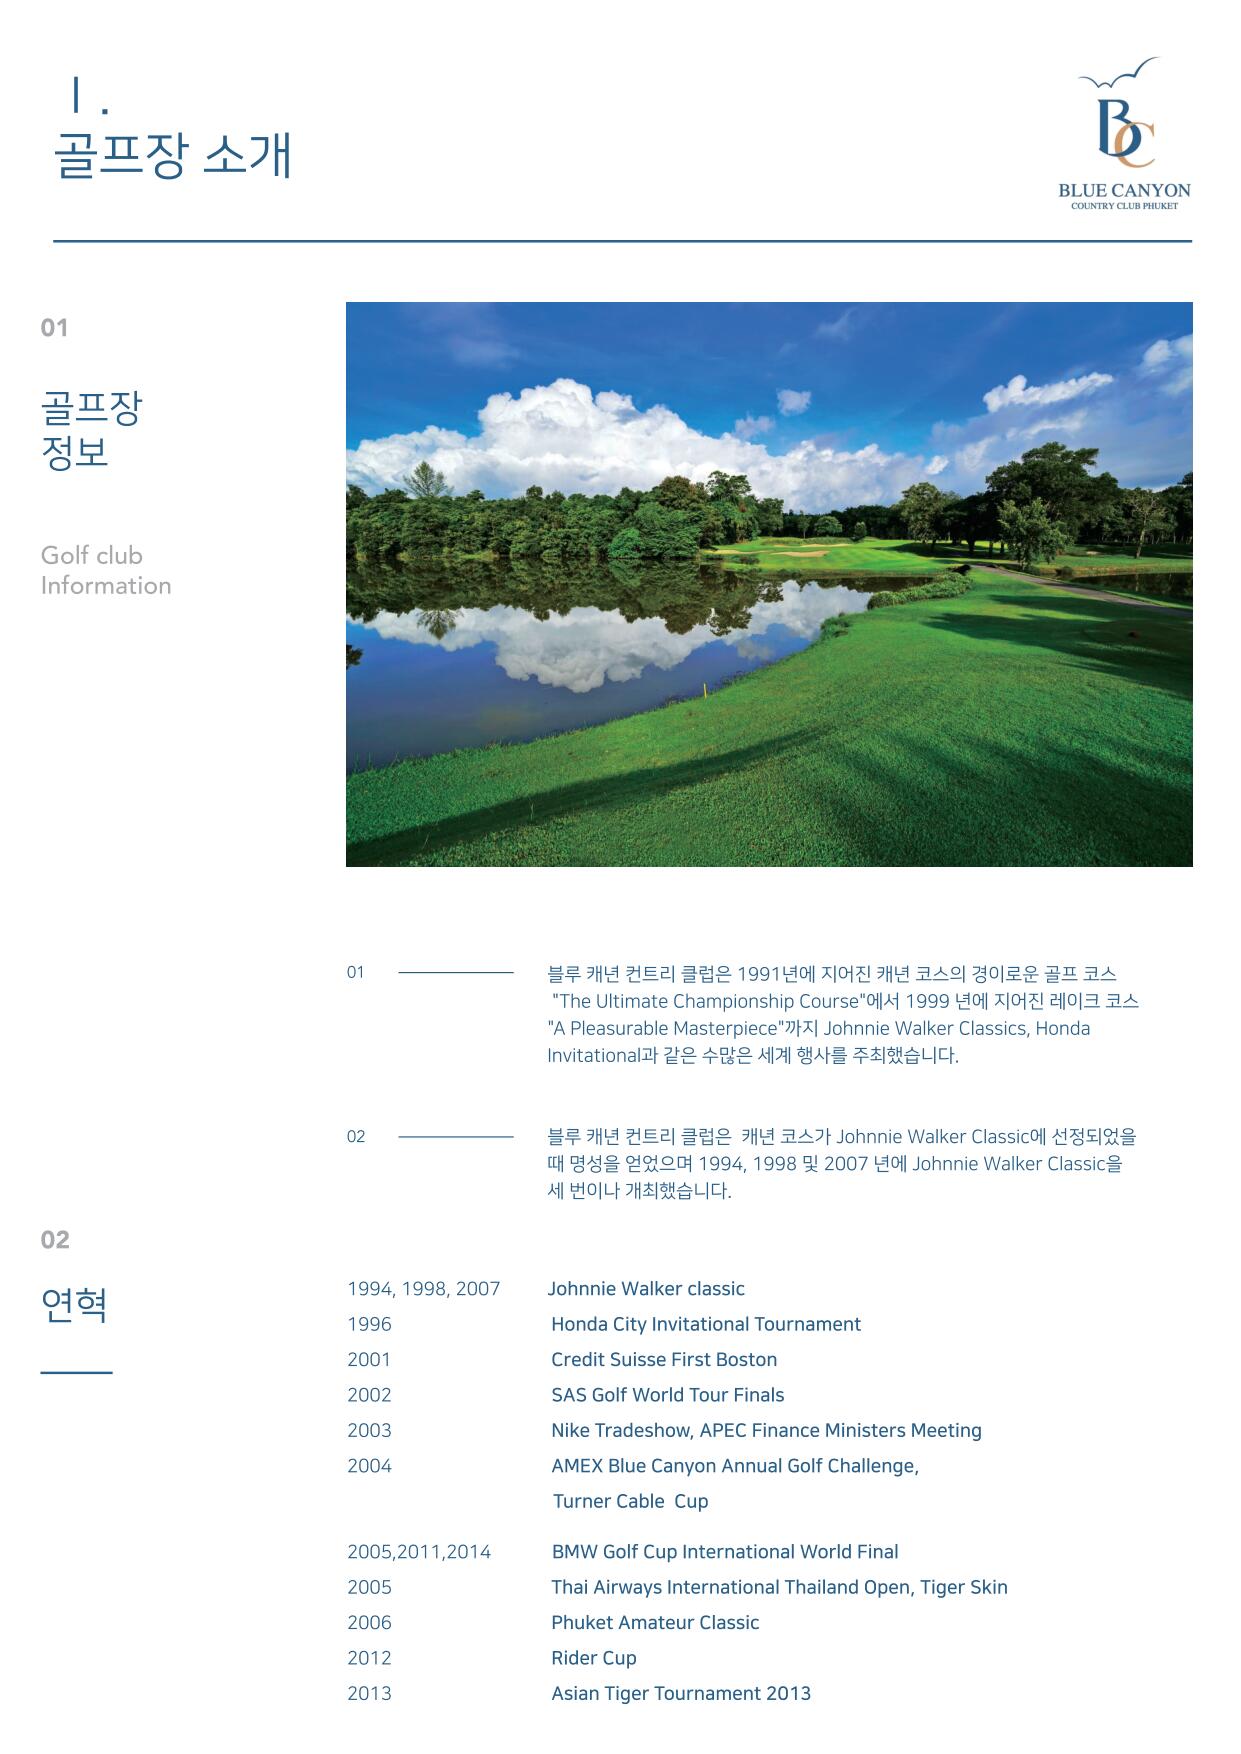 Ⅰ.
골프장 소개
BC
BLUE CANYON
COUNTRY CLUB PHUKET
01
골프장
정보
Golf club
Information
01
블루 캐년 컨트리 클럽은 1991년에 지어진 캐년 코스의 경이로운 골프 코스
"The Ultimate Championship Course"에서 1999 년에 지어진 레이크 코스
"A Pleasurable Masterpiece"까지 Johnnie Walker Classics, Honda
Invitational과 같은 수많은 세계 행사를 주최했습니다.
02
블루 캐년 컨트리 클럽은 캐년 코스가 Johnnie Walker Classic에 선정되었을
때 명성을 얻었으며 1994, 1998 및 2007 년에 Johnnie Walker Classic을
세 번이나 개최했습니다.
02
연혁
1994, 1998, 2007 Johnnie Walker classic
1996 Honda City Invitational Tournament
2001 Credit Suisse First Boston
2002 SAS Golf World Tour Finals
2003 Nike Tradeshow, APEC Finance Ministers Meeting
2004 AMEX Blue Canyon Annual Golf Challenge,
Turner Cable Cup
2005,2011,2014 BMW Golf Cup International World Final
2005 Thai Airways International Thailand Open, Tiger Skin
2006 Phuket Amateur Classic
2012 Rider Cup
2013 Asian Tiger Tournament 2013